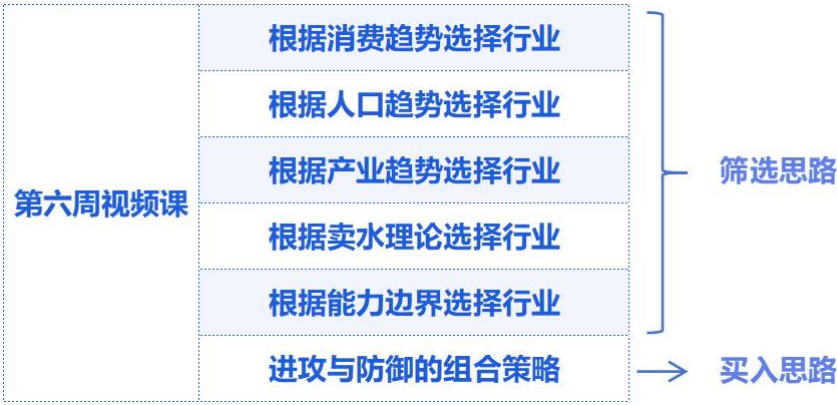 根据消费趋势选择行业
根据人口趋势选择行业
根据产业趋势选择行业
筛选思路
第六周视频课
根据卖水理论选择行业
根据能力边界选择行业
进攻与防御的组合策略
买入思路